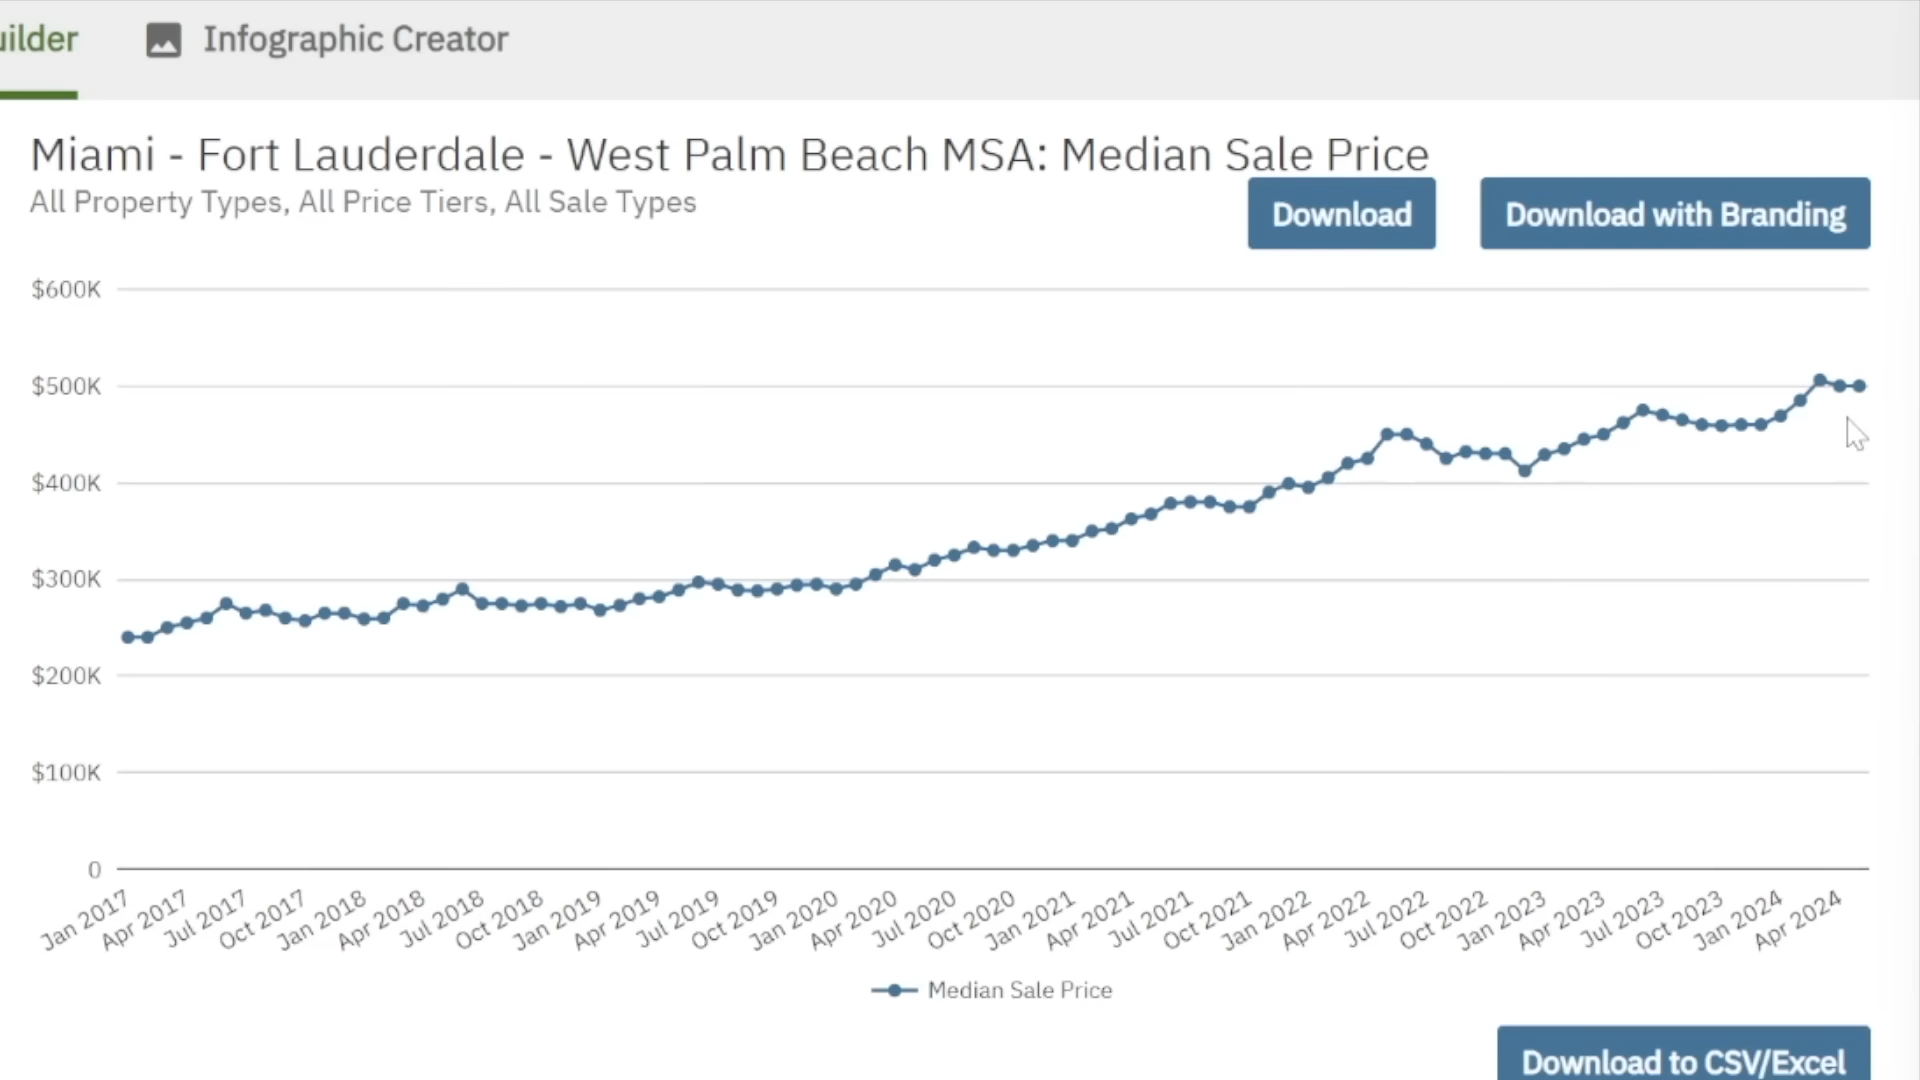 uilder
Infographic Creator
Miami - Fort Lauderdale - West Palm Beach MSA: Median Sale Price
All Property Types, All Price Tiers, All Sale Types
Download
Download with Branding
$600K
$500K
$400K
$300K
$200K
$100K
0
Jan 2017
Apr 2017
Jul 2017
Oct 2017
Jan 2018
Apr 2018
Jul 2018
Oct 2018
Jan 2019
Apr 2019
Jul 2019
Oct 2019
Jan 2020
Apr 2020
Jul 2020
Oct 2020
Jan 2021
Apr 2021
Jul 2021
Oct 2021
Jan 2022
Apr 2022
Jul 2022
Oct 2022
Jan 2023
Apr 2023
Jul 2023
Oct 2023
Jan 2024
Apr 2024
Median Sale Price
Download to CSV/Excel